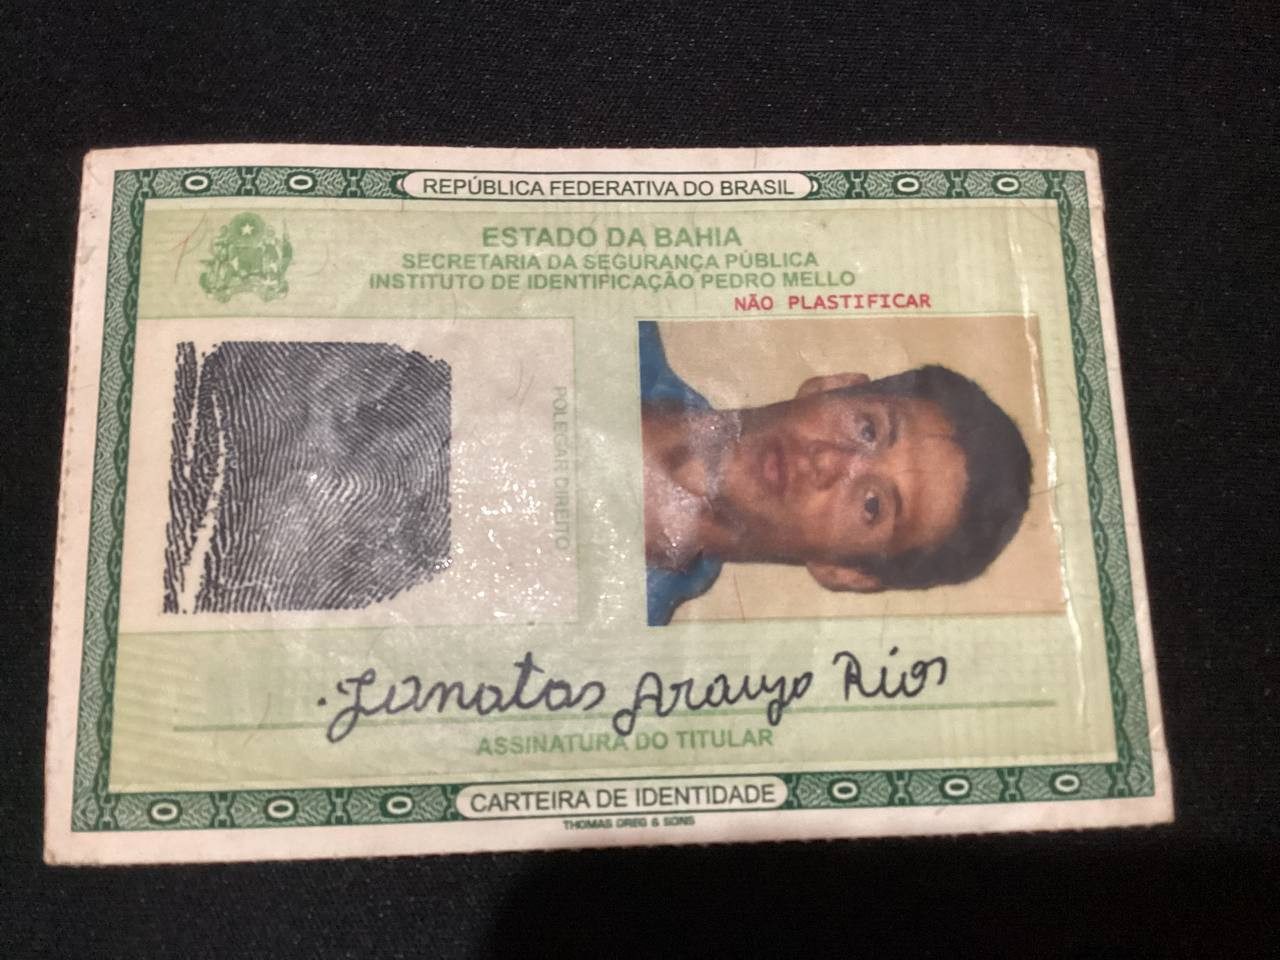 REPÚBLICA FEDERATIVA DO BRASIL
ESTADO DA BAHIA
SECRETARIA DA SEGURANÇA PÚBLICA
INSTITUTO DE IDENTIFICAÇÃO PEDRO MELLO
NÃO PLASTIFICAR
POLEGAR DIREITO
Janatas Araujo Rios
ASSINATURA DO TITULAR
CARTEIRA DE IDENTIDADE
THOMAS GREG & SONS